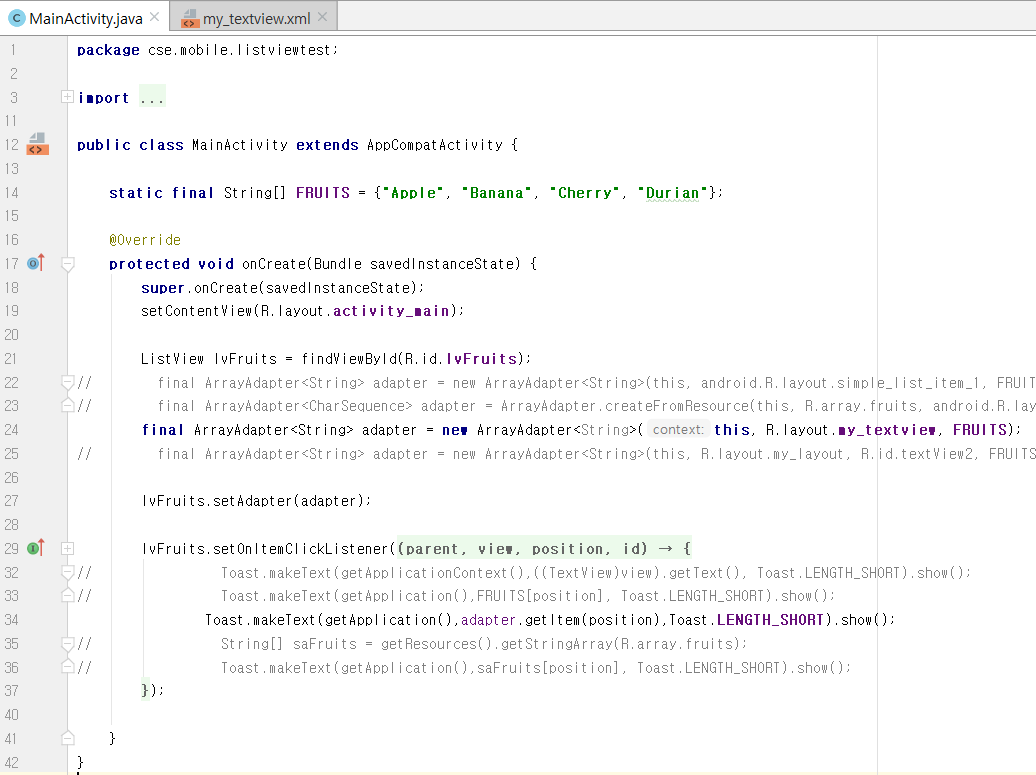 MainActivity.java
my_textview.xml
1 package cse.mobile.listviewtest;
2
3 import ...
11
12 public class MainActivity extends AppCompatActivity {
13
14 static final String[] FRUITS = {"Apple", "Banana", "Cherry", "Durian"};
15
16 @Override
17 protected void onCreate(Bundle savedInstanceState) {
18 super.onCreate(savedInstanceState);
19 setContentView(R.layout.activity_main);
20
21 ListView lvFruits = findViewById(R.id.lvFruits);
22 // final ArrayAdapter<String> adapter = new ArrayAdapter<String>(this, android.R.layout.simple_list_item_1, FRUIT
23 // final ArrayAdapter<CharSequence> adapter = ArrayAdapter.createFromResource(this, R.array.fruits, android.R.lay
24 final ArrayAdapter<String> adapter = new ArrayAdapter<String>( context: this, R.layout.my_textview, FRUITS);
25 // final ArrayAdapter<String> adapter = new ArrayAdapter<String>(this, R.layout.my_layout, R.id.textView2, FRUITS
26
27 lvFruits.setAdapter(adapter);
28
29 lvFruits.setOnItemClickListener((parent, view, position, id) → {
32 // Toast.makeText(getApplicationContext(),((TextView)view).getText(), Toast.LENGTH_SHORT).show();
33 // Toast.makeText(getApplication(),FRUITS[position], Toast.LENGTH_SHORT).show();
34 Toast.makeText(getApplication(),adapter.getItem(position),Toast.LENGTH_SHORT).show();
35 // String[] saFruits = getResources().getStringArray(R.array.fruits);
36 // Toast.makeText(getApplication(),saFruits[position], Toast.LENGTH_SHORT).show();
37 });
40
41 }
42 }